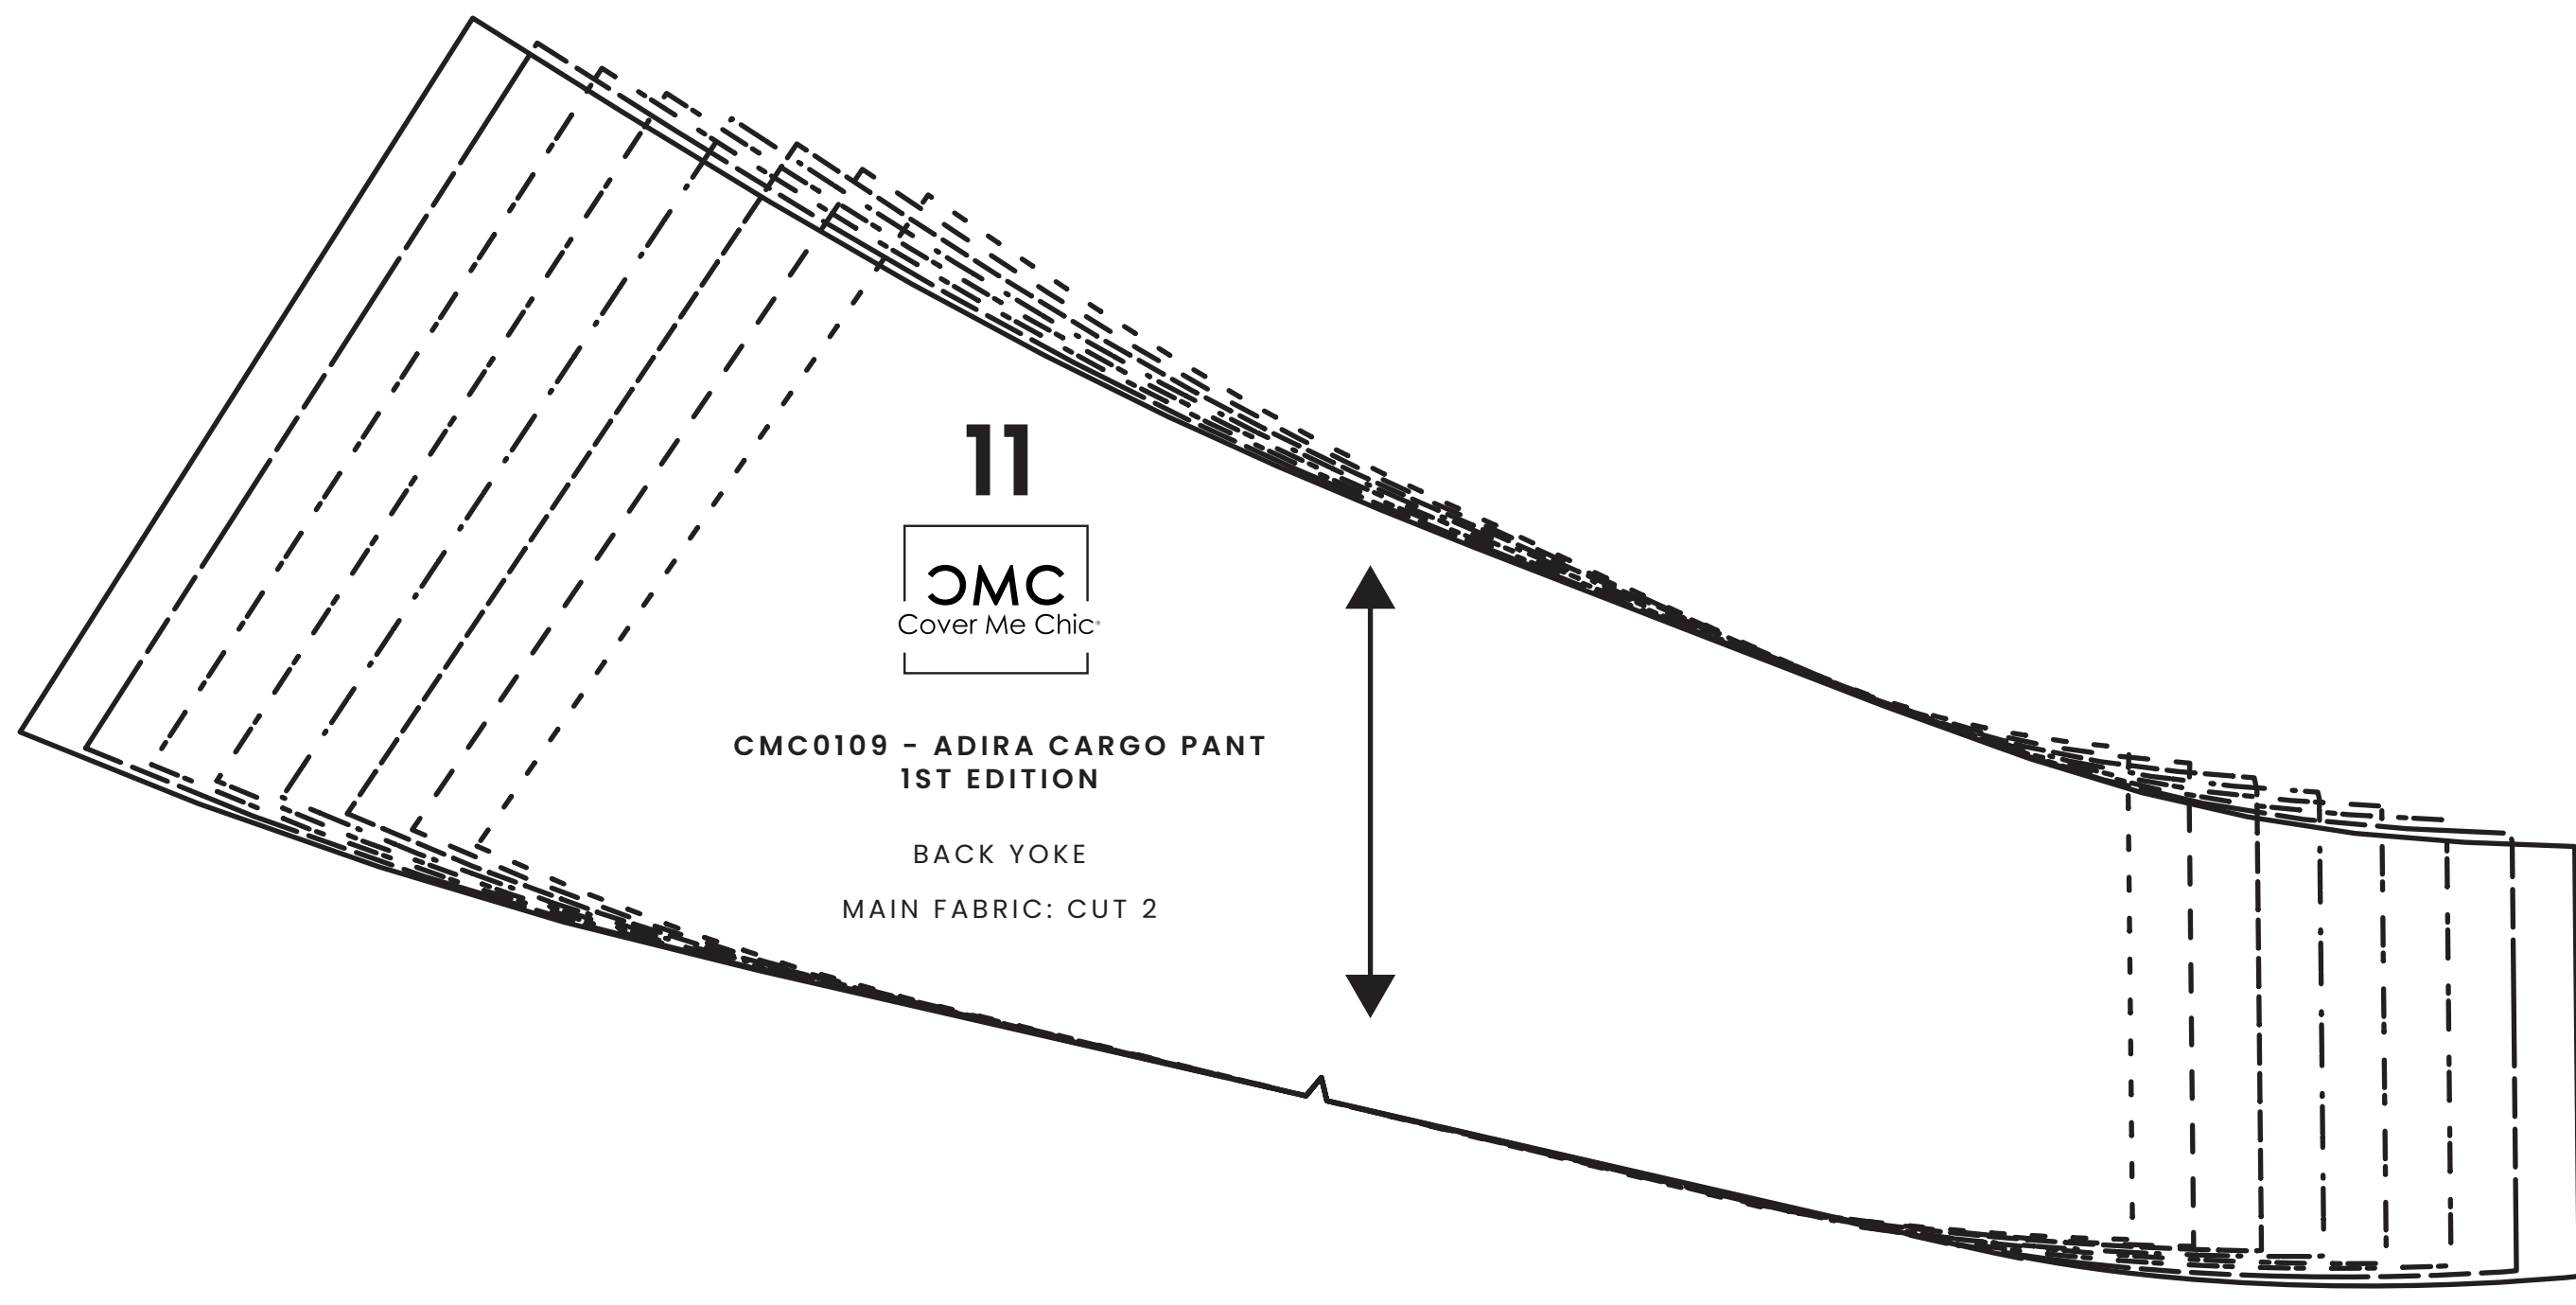 11
CMC
Cover Me Chic
CMC0109 - ADIRA CARGO PANT
1ST EDITION
BACK YOKE
MAIN FABRIC: CUT 2